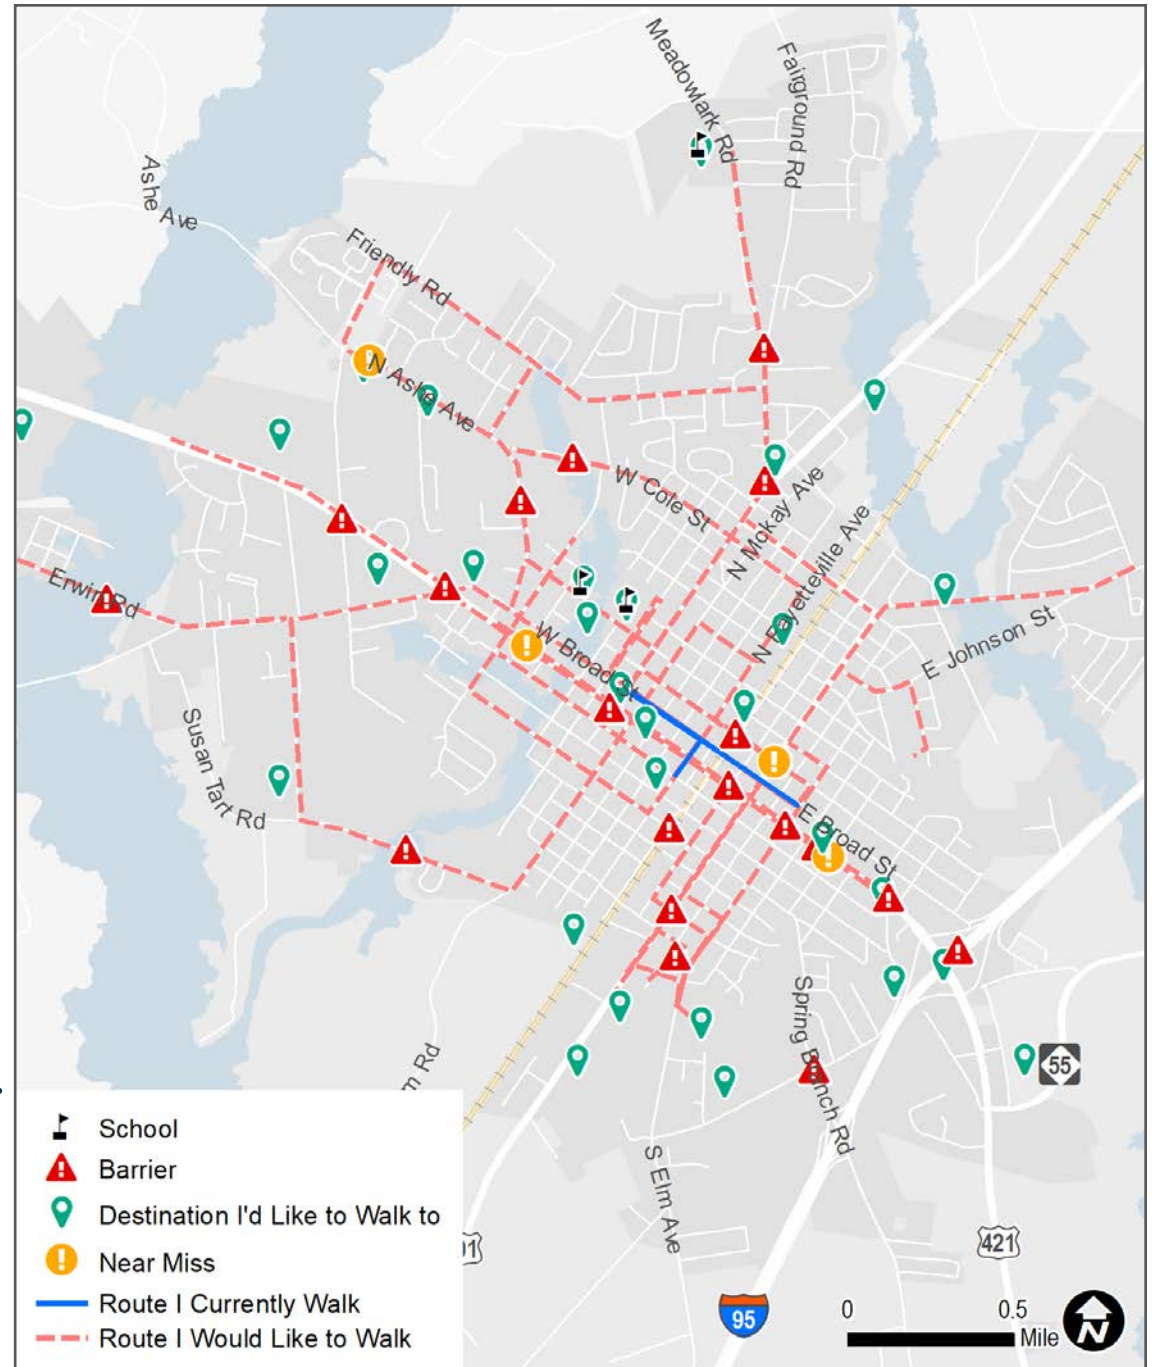 Meadowlark Rd
Fairground Rd
Ashe Ave
Friendly Rd
N Ashe Ave
W Cole St
N Mckay Ave
N Fayetteville Ave
Erwin Rd
W Broad St
E Johnson St
Susan Tart Rd
E Broad St
Spring Branch Rd
55
m Rd
S Elm Ave
01
421
95
School
Barrier
Destination I'd Like to Walk to
Near Miss
Route I Currently Walk
Route I Would Like to Walk
0 0.5
Mile
N